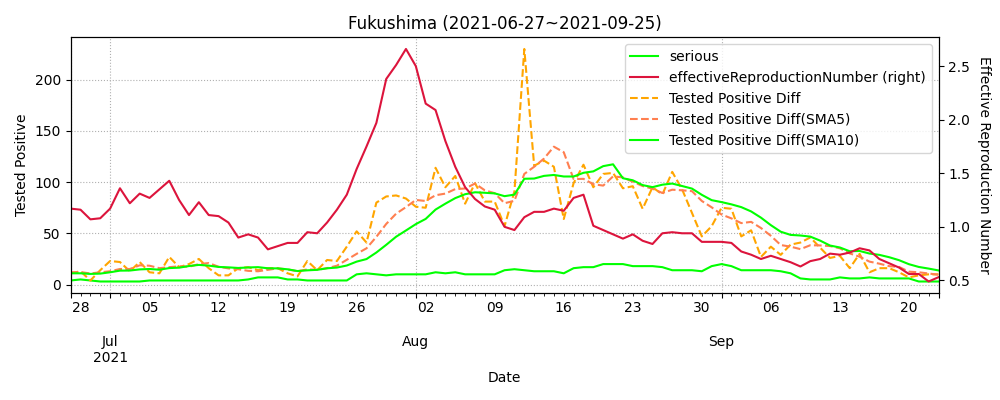 Fukushima (2021-06-27~2021-09-25)
serious
effectiveReproductionNumber (right)
Tested Positive Diff
Tested Positive Diff(SMA5)
Tested Positive Diff(SMA10)
Tested Positive
200
150
100
50
0
2.5
2.0
1.5
1.0
0.5
Effective Reproduction Number
28 05 12 19 26 02 09 16 23 30 06 13 20
Jul Aug Sep
2021
Date